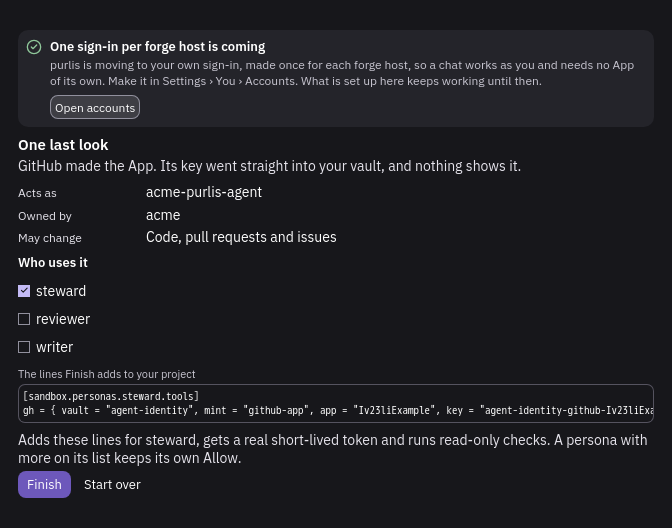 One sign-in per forge host is coming
purlis is moving to your own sign-in, made once for each forge host, so a chat works as you and needs no App
of its own. Make it in Settings › You › Accounts. What is set up here keeps working until then.
Open accounts
One last look
GitHub made the App. Its key went straight into your vault, and nothing shows it.
Acts as acme-purlis-agent
Owned by acme
May change Code, pull requests and issues
Who uses it
steward
reviewer
writer
The lines Finish adds to your project
[sandbox.personas.steward.tools]
gh = { vault = "agent-identity", mint = "github-app", app = "Iv23liExample", key = "agent-identity-github-Iv23liExa
Adds these lines for steward, gets a real short-lived token and runs read-only checks. A persona with
more on its list keeps its own Allow.
Finish Start over